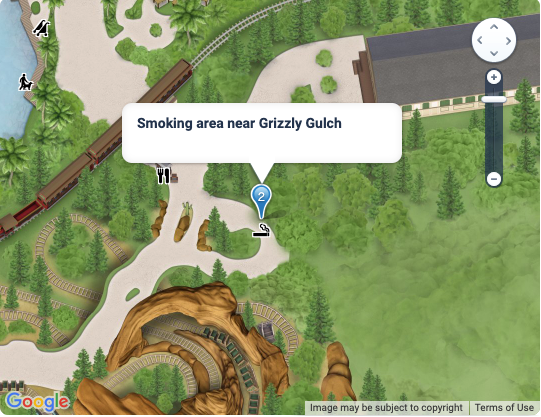 Smoking area near Grizzly Gulch
2
Google
Image may be subject to copyright
Terms of Use